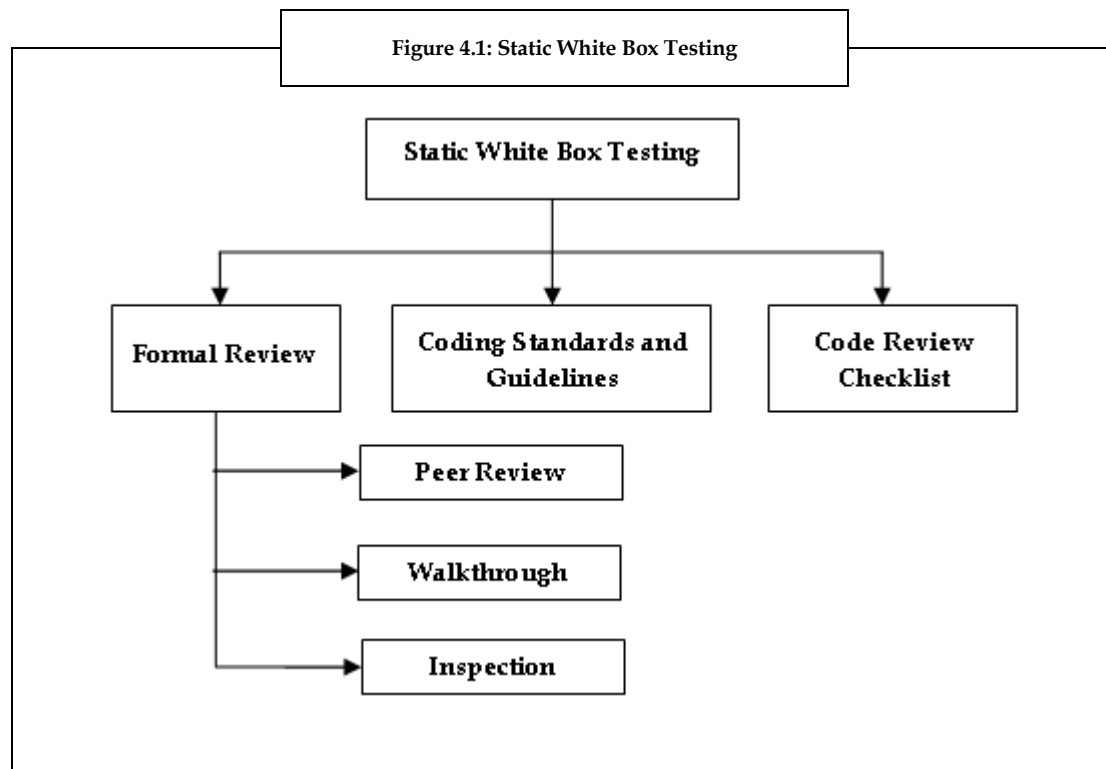 Figure 4.1: Static White Box Testing
Static White Box Testing
Formal Review
Coding Standards and
Guidelines
Code Review
Checklist
Peer Review
Walkthrough
Inspection